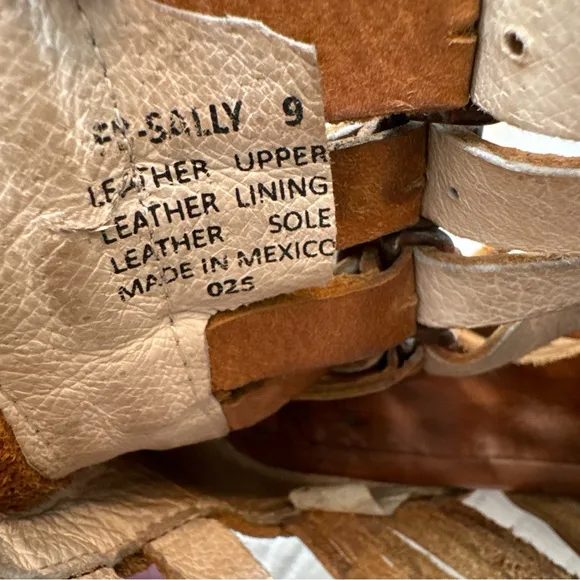 SALLY 9
LEATHER UPPER
LEATHER LINING
LEATHER SOLE
MADE IN MEXICO
025